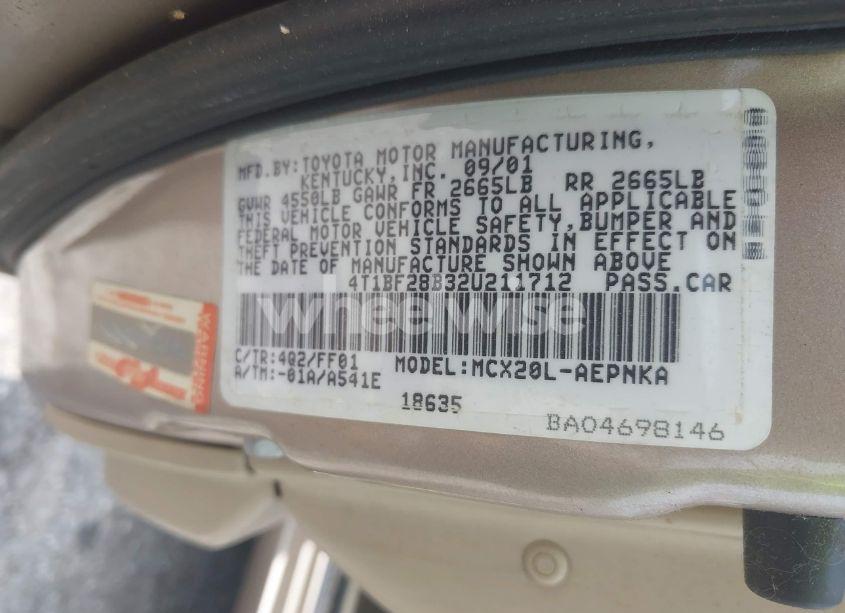 MFD.BY:TOYOTA MOTOR MANUFACTURING,
KENTUCKY,INC. 09/01
GVWR 4550LB GAWR FR 2665LB RR 2665LB
THIS VEHICLE CONFORMS TO ALL APPLICABLE
FEDERAL MOTOR VEHICLE SAFETY,BUMPER AND
THEFT PREVENTION STANDARDS IN EFFECT ON
THE DATE OF MANUFACTURE SHOWN ABOVE
4T1BF28B32U211712 PASS.CAR
wheelwise
C/TR:4Q2/FF01 MODEL:MCX20L-AEPNKA
A/TM:-01A/A541E
18635
BA04698146
WARNING